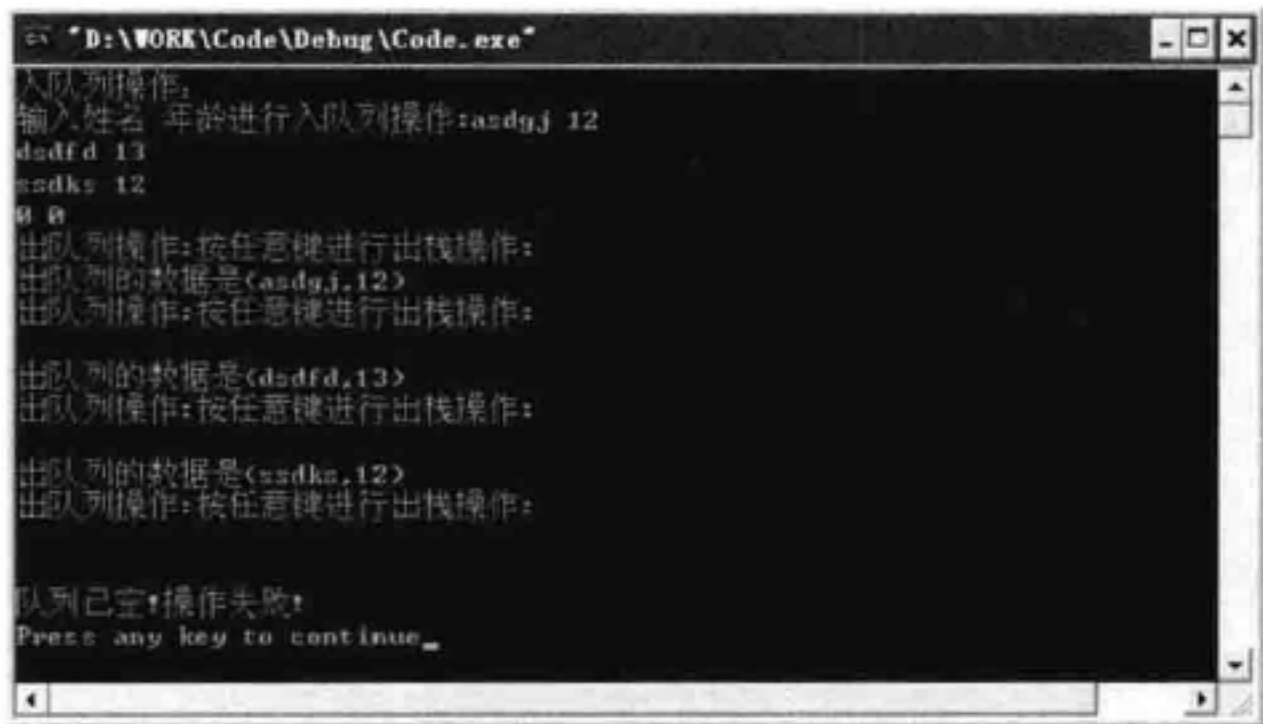 "D:\WORK\Code\Debug\Code.exe"
入队列操作:
输入姓名 年龄进行入队列操作:asdgj 12
dsdfd 13
ssdks 12
0 0
出队列操作:按任意键进行出栈操作:
出队列的数据是(asdgj,12)
出队列操作:按任意键进行出栈操作:
出队列的数据是(dsdfd,13)
出队列操作:按任意键进行出栈操作:
出队列的数据是(ssdks,12)
出队列操作:按任意键进行出栈操作:
队列已空!操作失败!
Press any key to continue_